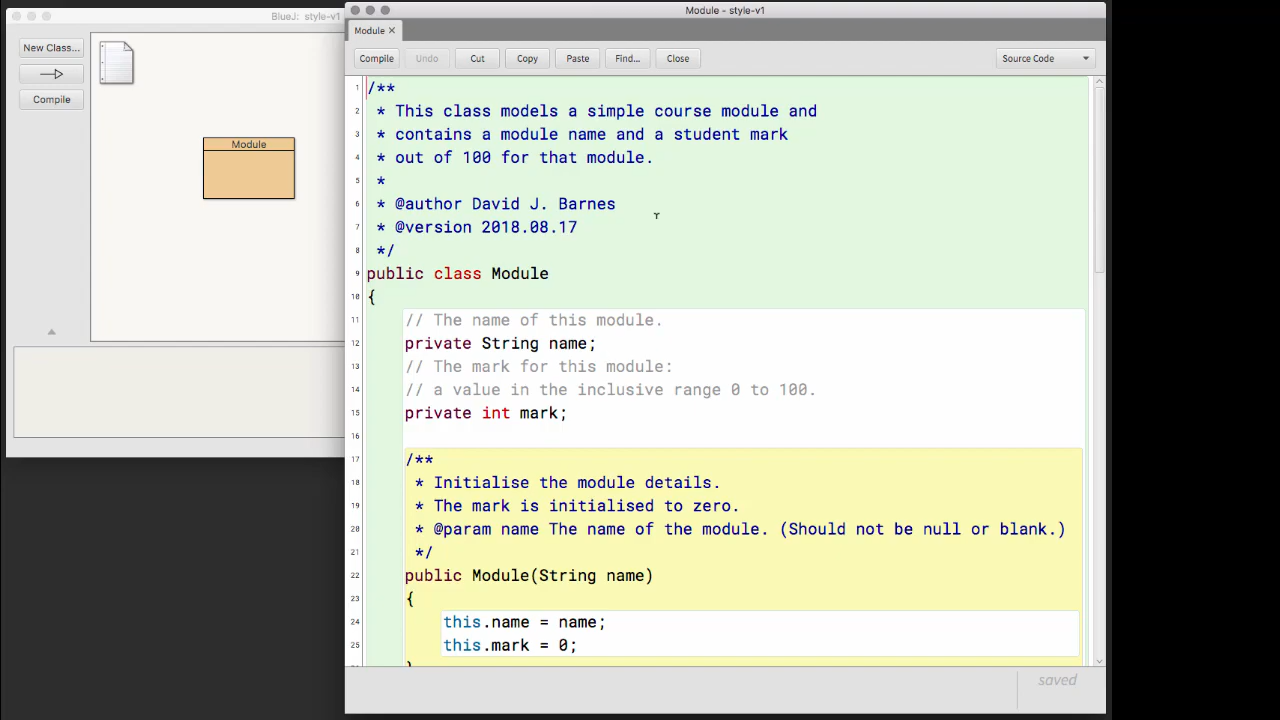 BlueJ: style-v1
New Class...
Compile
Module
Module - style-v1
Module ×
Compile Undo Cut Copy Paste Find... Close Source Code
1 /**
2 * This class models a simple course module and
3 * contains a module name and a student mark
4 * out of 100 for that module.
5 *
6 * @author David J. Barnes
7 * @version 2018.08.17
8 */
9 public class Module
10 {
11 // The name of this module.
12 private String name;
13 // The mark for this module:
14 // a value in the inclusive range 0 to 100.
15 private int mark;
16
17 /**
18 * Initialise the module details.
19 * The mark is initialised to zero.
20 * @param name The name of the module. (Should not be null or blank.)
21 */
22 public Module(String name)
23 {
24 this.name = name;
25 this.mark = 0;
saved